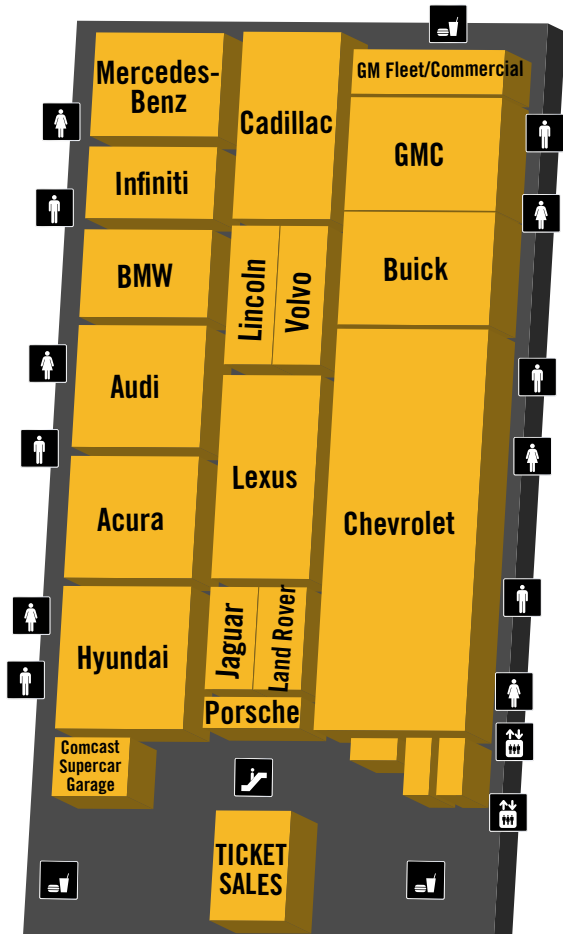 Mercedes-
Benz
Cadillac
GM Fleet/Commercial
GMC
Infiniti
BMW
Lincoln
Volvo
Buick
Audi
Lexus
Chevrolet
Acura
Hyundai
Jaguar
Land Rover
Porsche
Comcast
Supercar
Garage
TICKET
SALES